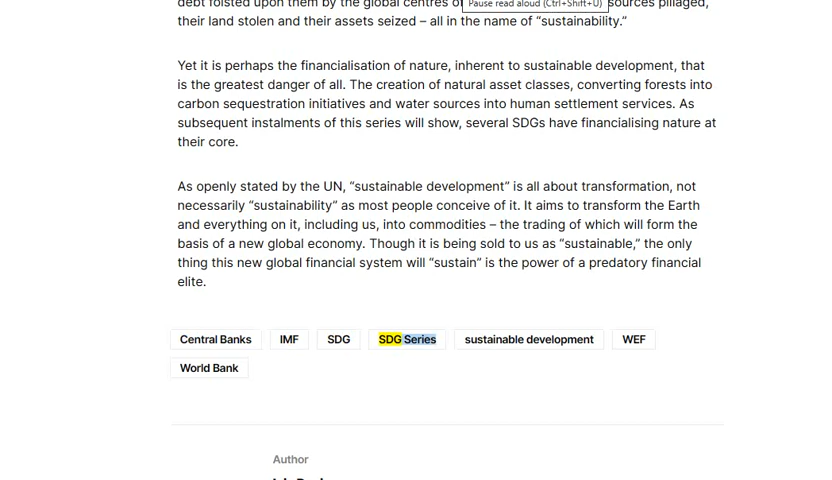 debt foisted upon them by the global centres of
Pause read aloud (Ctrl+Shift+U)
sources pillaged,
their land stolen and their assets seized – all in the name of “sustainability.”
Yet it is perhaps the financialisation of nature, inherent to sustainable development, that
is the greatest danger of all. The creation of natural asset classes, converting forests into
carbon sequestration initiatives and water sources into human settlement services. As
subsequent instalments of this series will show, several SDGs have financialising nature at
their core.
As openly stated by the UN, “sustainable development” is all about transformation, not
necessarily “sustainability” as most people conceive of it. It aims to transform the Earth
and everything on it, including us, into commodities – the trading of which will form the
basis of a new global economy. Though it is being sold to us as “sustainable,” the only
thing this new global financial system will “sustain” is the power of a predatory financial
elite.
Central Banks IMF SDG SDG Series sustainable development WEF
World Bank
Author